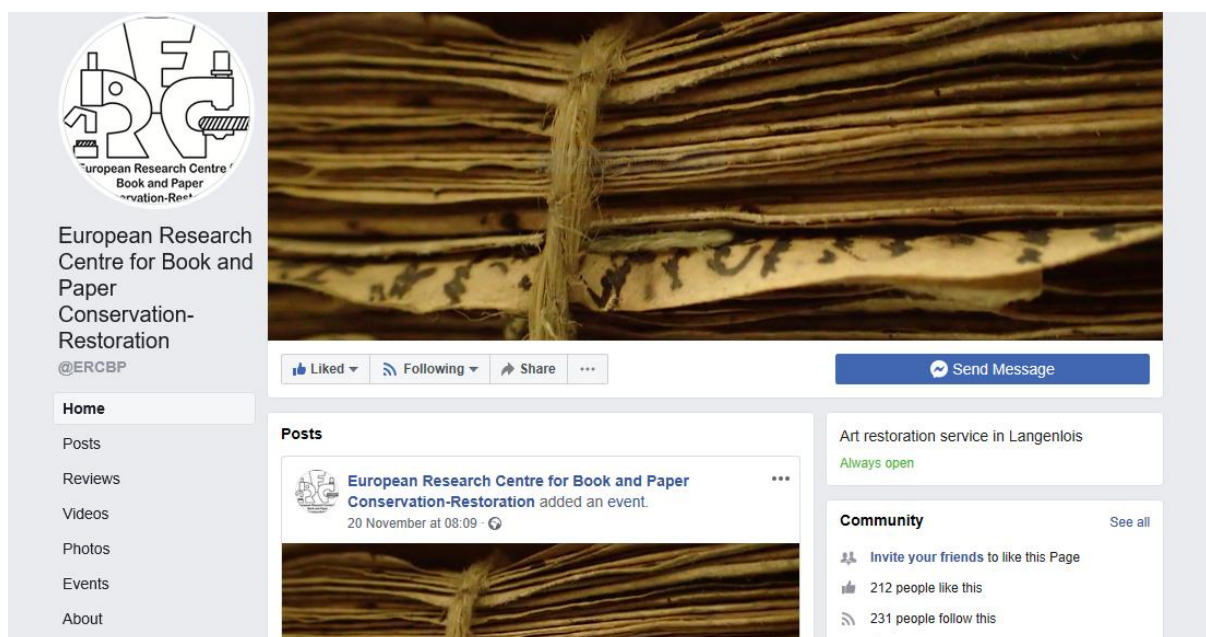 European Research Centre
Book and Paper
European Research
Centre for Book and
Paper
Conservation-
Restoration
@ERCBP
Home
Posts
Reviews
Videos
Photos
Events
About
Liked
Following
Share
Send Message
Posts
European Research Centre for Book and Paper
Conservation-Restoration added an event.
20 November at 08:09
Art restoration service in Langenlois
Always open
Community
See all
Invite your friends to like this Page
212 people like this
231 people follow this